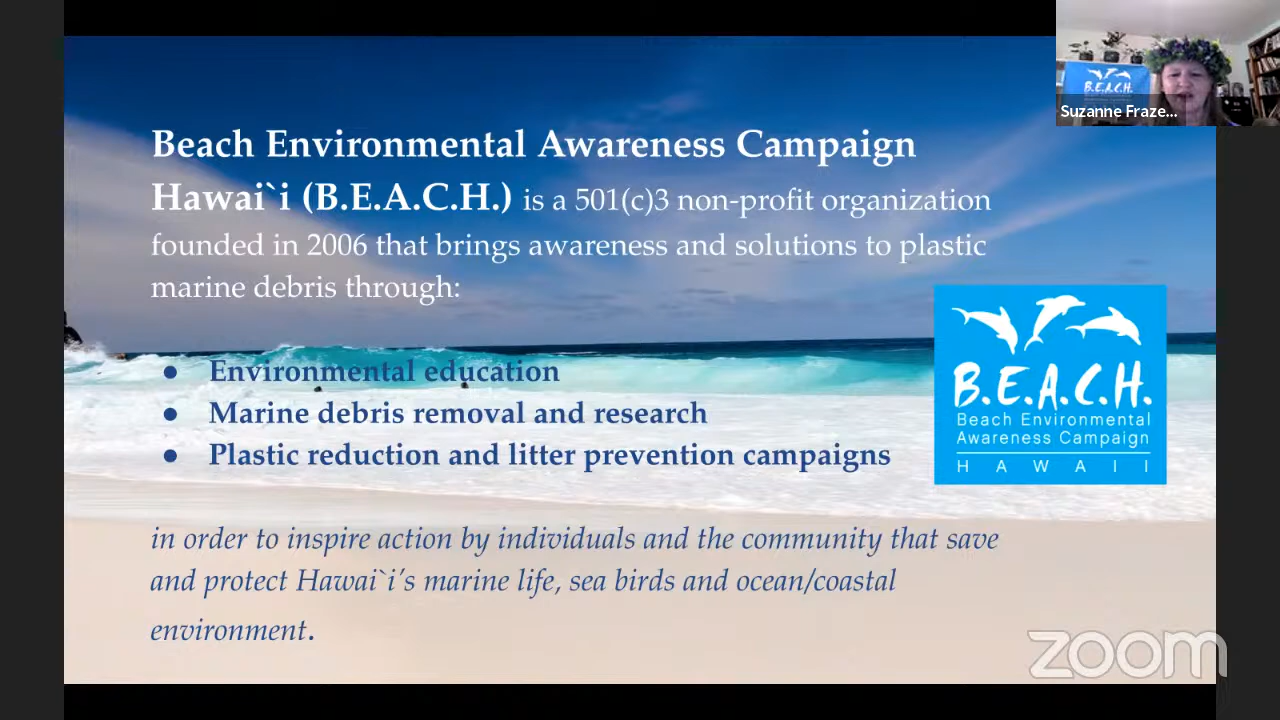 B.E.A.C.H.
Suzanne Fraze...
Beach Environmental Awareness Campaign
Hawai`i (B.E.A.C.H.) is a 501(c)3 non-profit organization
founded in 2006 that brings awareness and solutions to plastic
marine debris through:
● Environmental education
● Marine debris removal and research
● Plastic reduction and litter prevention campaigns
B.E.A.C.H.
Beach Environmental
Awareness Campaign
HAWAII
in order to inspire action by individuals and the community that save
and protect Hawai`i's marine life, sea birds and ocean/coastal
environment.
zoom